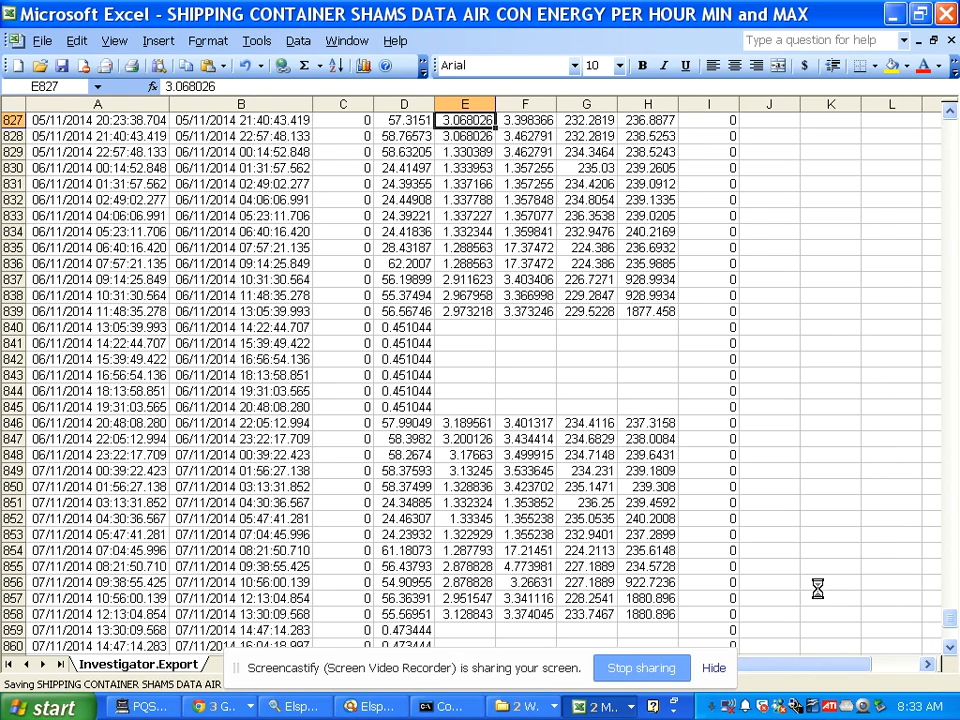 Microsoft Excel - SHIPPING CONTAINER SHAMS DATA AIR CON ENERGY PER HOUR MIN and MAX
File Edit View Insert Format Tools Data Window Help Type a question for help
Arial 10 B I U
E827 fx 3.068026
A B C D E F G H I J K L
827 05/11/2014 20:23:38.704 05/11/2014 21:40:43.419 0 57.3151 3.068026 3.398366 232.2819 236.8877 0
828 05/11/2014 21:40:43.419 05/11/2014 22:57:48.133 0 58.76573 3.068026 3.462791 232.5379 238.5253 0
829 05/11/2014 22:57:48.133 06/11/2014 00:14:52.848 0 58.63205 1.330389 3.462791 234.3464 238.5243 0
830 06/11/2014 00:14:52.848 06/11/2014 01:31:57.562 0 24.41497 1.333953 1.357255 235.03 239.2605 0
831 06/11/2014 01:31:57.562 06/11/2014 02:49:02.277 0 24.39355 1.337166 1.357255 234.4206 239.0912 0
832 06/11/2014 02:49:02.277 06/11/2014 04:06:06.991 0 24.44908 1.337788 1.357848 234.8054 239.1335 0
833 06/11/2014 04:06:06.991 06/11/2014 05:23:11.706 0 24.39221 1.337227 1.357077 236.3538 239.0205 0
834 06/11/2014 05:23:11.706 06/11/2014 06:40:16.420 0 24.41836 1.332344 1.359841 232.9476 240.2169 0
835 06/11/2014 06:40:16.420 06/11/2014 07:57:21.135 0 28.43187 1.288563 17.37472 224.386 236.6932 0
836 06/11/2014 07:57:21.135 06/11/2014 09:14:25.849 0 62.2007 1.288563 17.37472 224.386 235.9885 0
837 06/11/2014 09:14:25.849 06/11/2014 10:31:30.564 0 56.19899 2.911623 3.403406 226.7271 928.9934 0
838 06/11/2014 10:31:30.564 06/11/2014 11:48:35.278 0 55.37494 2.967958 3.366998 229.2847 928.9934 0
839 06/11/2014 11:48:35.278 06/11/2014 13:05:39.993 0 56.56746 2.973218 3.373246 229.5228 1877.458 0
840 06/11/2014 13:05:39.993 06/11/2014 14:22:44.707 0 0.451044 0
841 06/11/2014 14:22:44.707 06/11/2014 15:39:49.422 0 0.451044 0
842 06/11/2014 15:39:49.422 06/11/2014 16:56:54.136 0 0.451044 0
843 06/11/2014 16:56:54.136 06/11/2014 18:13:58.851 0 0.451044 0
844 06/11/2014 18:13:58.851 06/11/2014 19:31:03.565 0 0.451044 0
845 06/11/2014 19:31:03.565 06/11/2014 20:48:08.280 0 0.451044 0
846 06/11/2014 20:48:08.280 06/11/2014 22:05:12.994 0 57.99049 3.189561 3.401317 234.4116 237.3158 0
847 06/11/2014 22:05:12.994 06/11/2014 23:22:17.709 0 58.3982 3.200126 3.434414 234.6829 238.0084 0
848 06/11/2014 23:22:17.709 07/11/2014 00:39:22.423 0 58.2674 3.17663 3.499915 234.7148 239.6431 0
849 07/11/2014 00:39:22.423 07/11/2014 01:56:27.138 0 58.37593 3.13245 3.533645 234.231 239.1809 0
850 07/11/2014 01:56:27.138 07/11/2014 03:13:31.852 0 58.37499 1.328836 3.423702 235.1471 239.308 0
851 07/11/2014 03:13:31.852 07/11/2014 04:30:36.567 0 24.34885 1.332324 1.353852 236.25 239.4592 0
852 07/11/2014 04:30:36.567 07/11/2014 05:47:41.281 0 24.46307 1.33345 1.355238 235.0535 240.2008 0
853 07/11/2014 05:47:41.281 07/11/2014 07:04:45.996 0 24.23932 1.322929 1.355238 232.9401 237.2899 0
854 07/11/2014 07:04:45.996 07/11/2014 08:21:50.710 0 61.18073 1.287793 17.21451 224.2113 235.6148 0
855 07/11/2014 08:21:50.710 07/11/2014 09:38:55.425 0 56.43793 2.878828 4.773981 227.1889 234.5728 0
856 07/11/2014 09:38:55.425 07/11/2014 10:56:00.139 0 54.90955 2.878828 3.26631 227.1889 922.7236 0
857 07/11/2014 10:56:00.139 07/11/2014 12:13:04.854 0 56.36391 2.951547 3.341116 228.2541 1880.896 0
858 07/11/2014 12:13:04.854 07/11/2014 13:30:09.568 0 55.56951 3.128843 3.374045 233.7467 1880.896 0
859 07/11/2014 13:30:09.568 07/11/2014 14:47:14.283 0 0.473444 0
860 07/11/2014 14:47:14.283 07/11/2014 16:04:18.997 0 0.473444 0
Investigator.Export
Screencastify (Screen Video Recorder) is sharing your screen. Stop sharing Hide
Saving SHIPPING CONTAINER SHAMS DATA AIR
start PQS... 3 G... Elsp... Elsp... Co... 2 W... 2 M... 8:33 AM